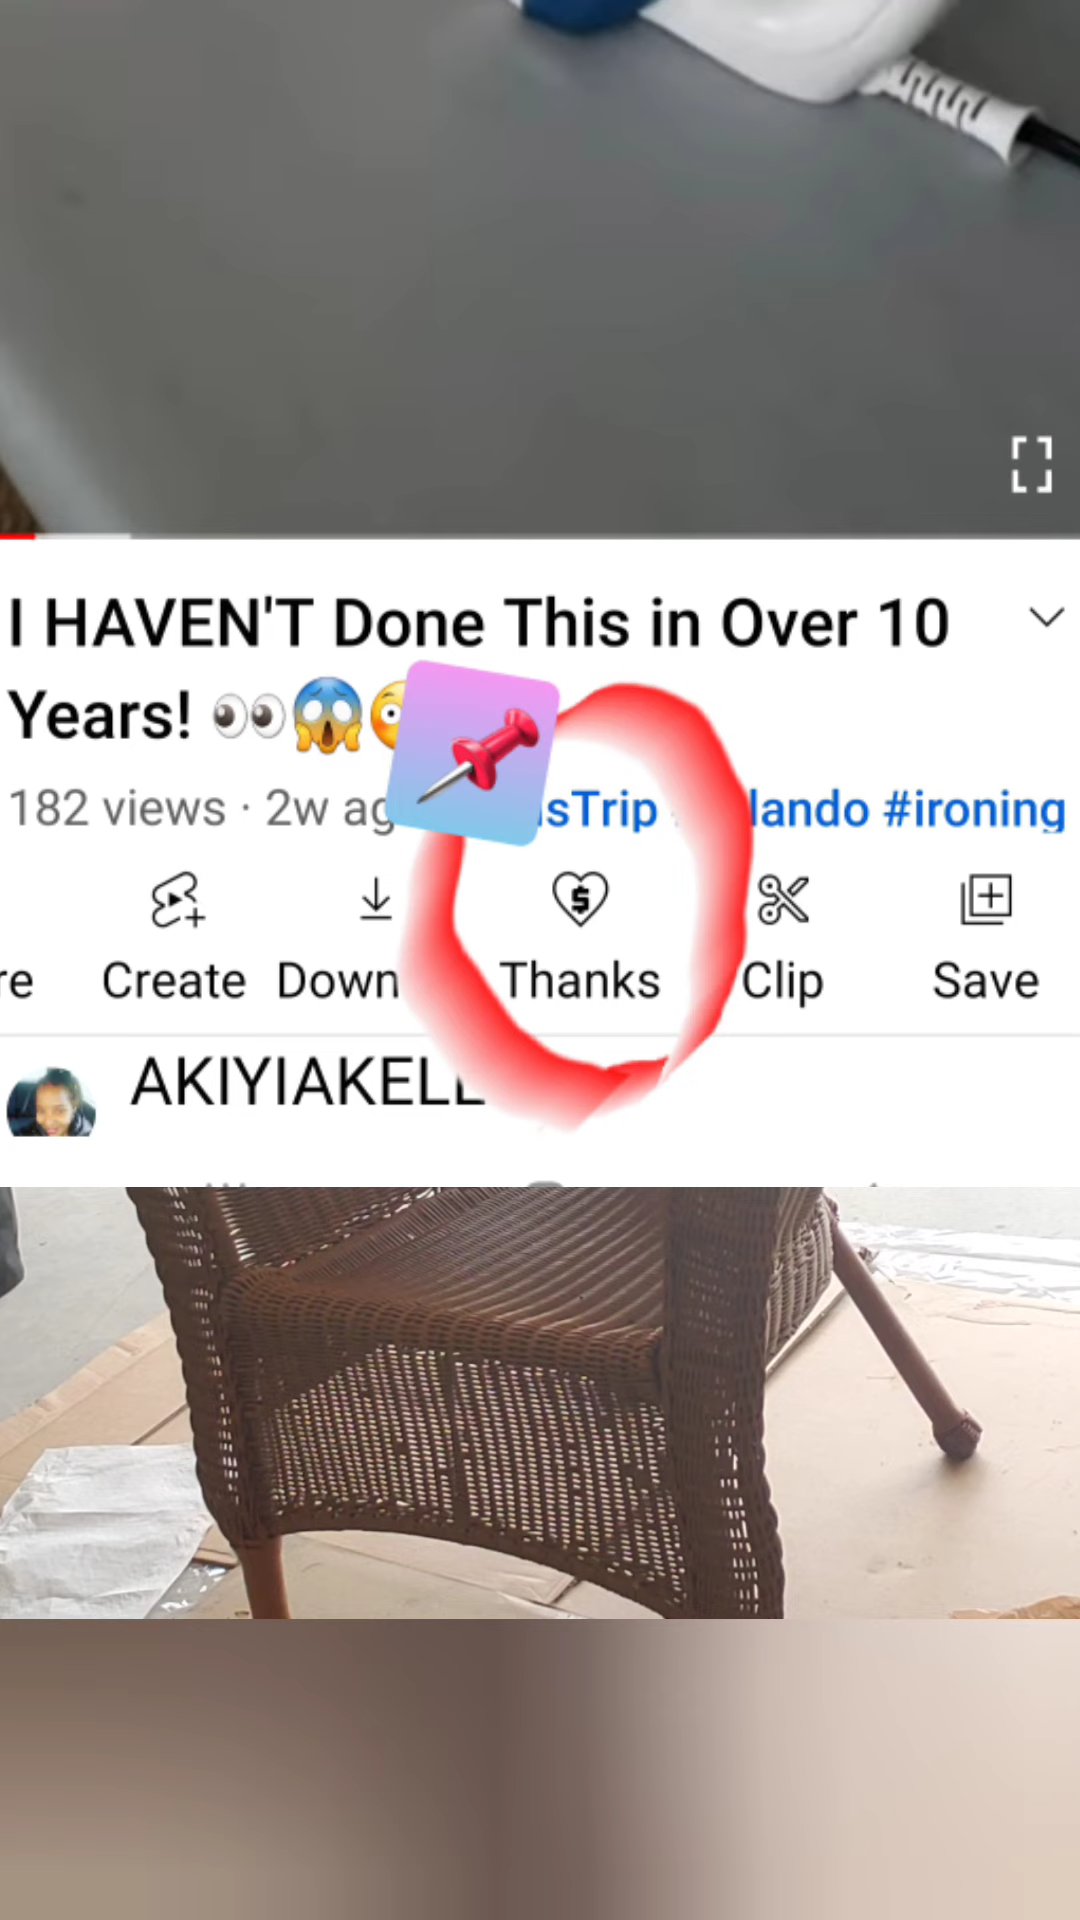 I HAVEN'T Done This in Over 10
Years! 👀😱
182 views · 2w ag sTrip lando #ironing
re Create Down Thanks Clip Save
AKIYIAKELL